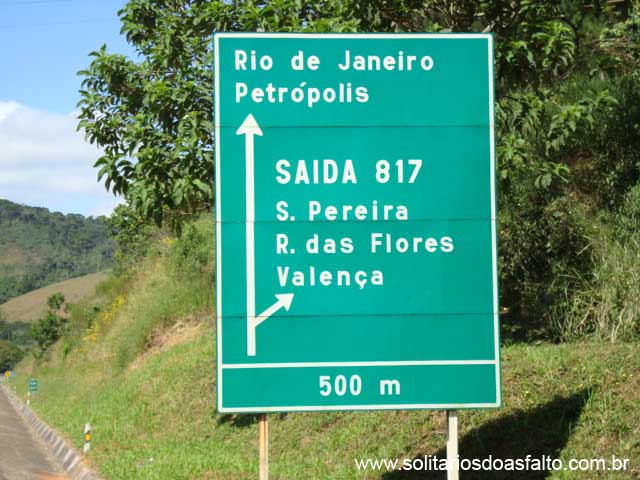 Rio de Janeiro
Petrópolis
SAIDA 817
S. Pereira
R. das Flores
Valença
500 m
www.solitariosdoasfalto.com.br